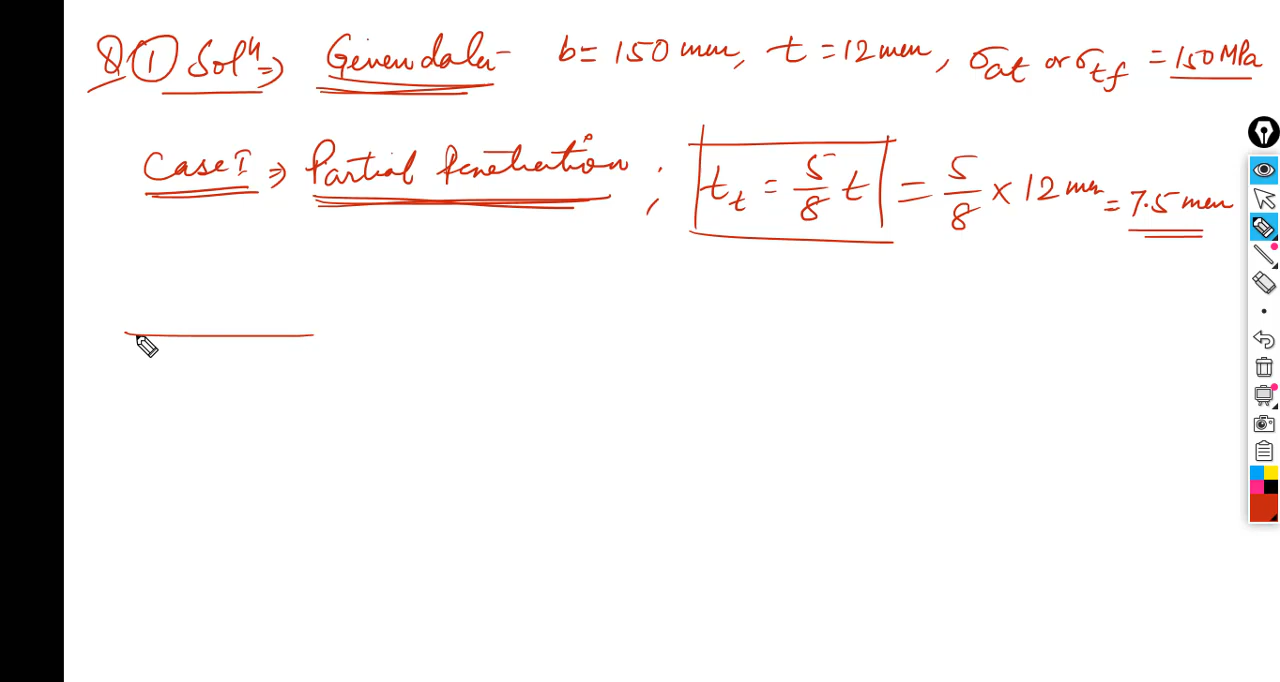 Q ① Solⁿ ⇒ Given data - b = 150 mm, t = 12 mm, σat or σtf = 150 MPa
Case I ⇒ Partial Penetration ; tt = 5/8 t = 5/8 × 12 mm = 7.5 mm